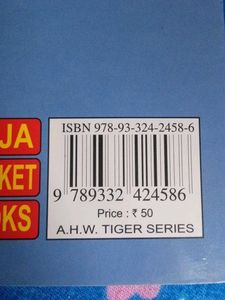 ISBN 978-93-324-2458-6
JA
KET
OKS
9 789332 424586
Price : ₹ 50
A.H.W. TIGER SERIES